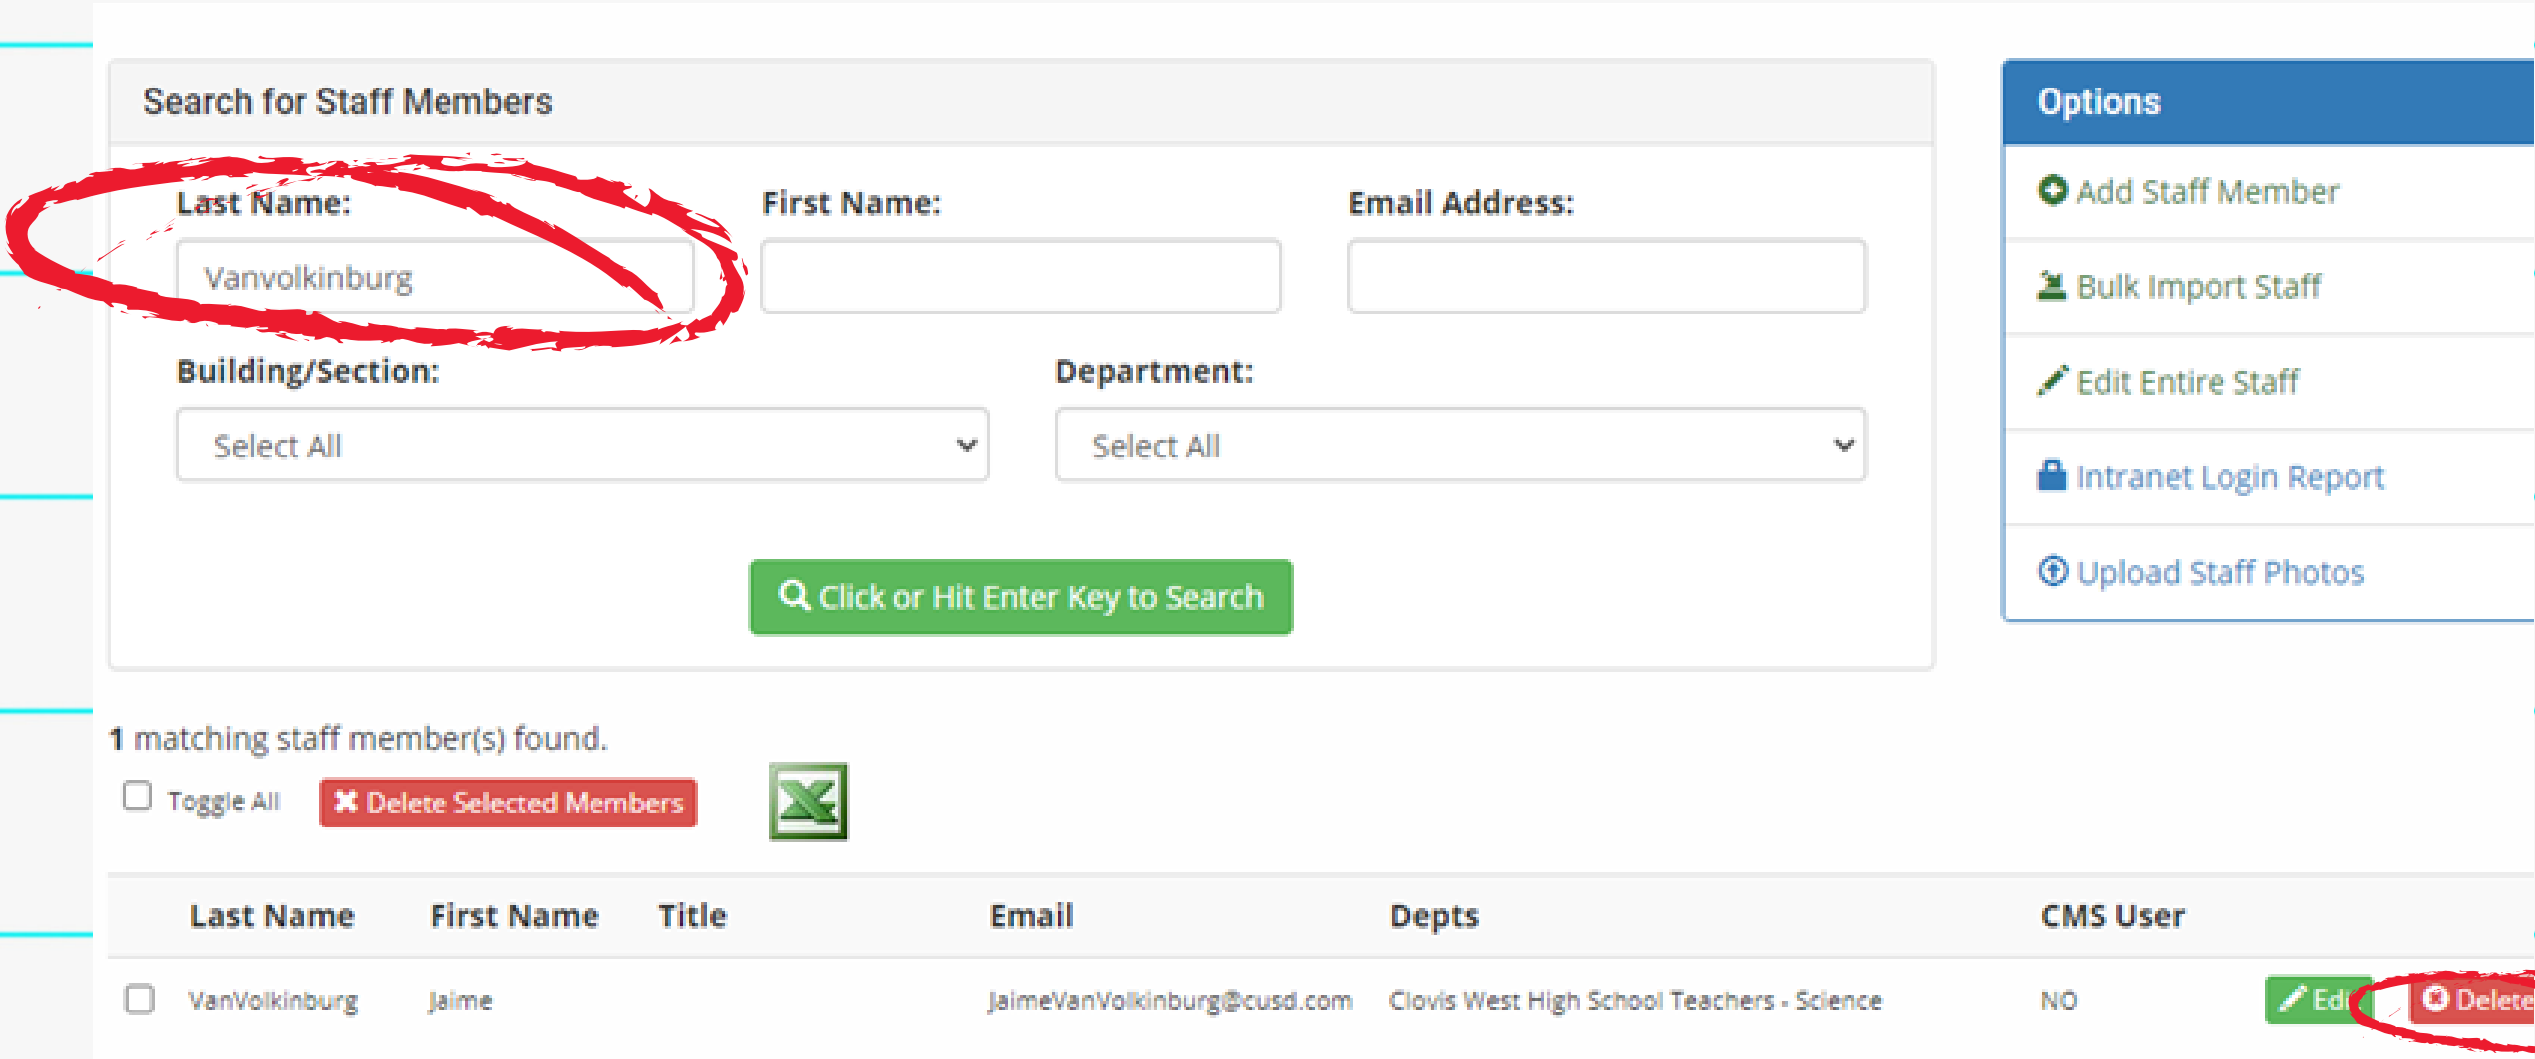 Search for Staff Members
Options
Last Name:
First Name:
Email Address:
Vanvolkinburg
Add Staff Member
Bulk Import Staff
Building/Section:
Department:
Edit Entire Staff
Select All
Select All
Intranet Login Report
Upload Staff Photos
Click or Hit Enter Key to Search
1 matching staff member(s) found.
Toggle All
Delete Selected Members
Last Name First Name Title Email Depts CMS User
VanVolkinburg Jaime JaimeVanVolkinburg@cusd.com Clovis West High School Teachers - Science NO Edit Delete